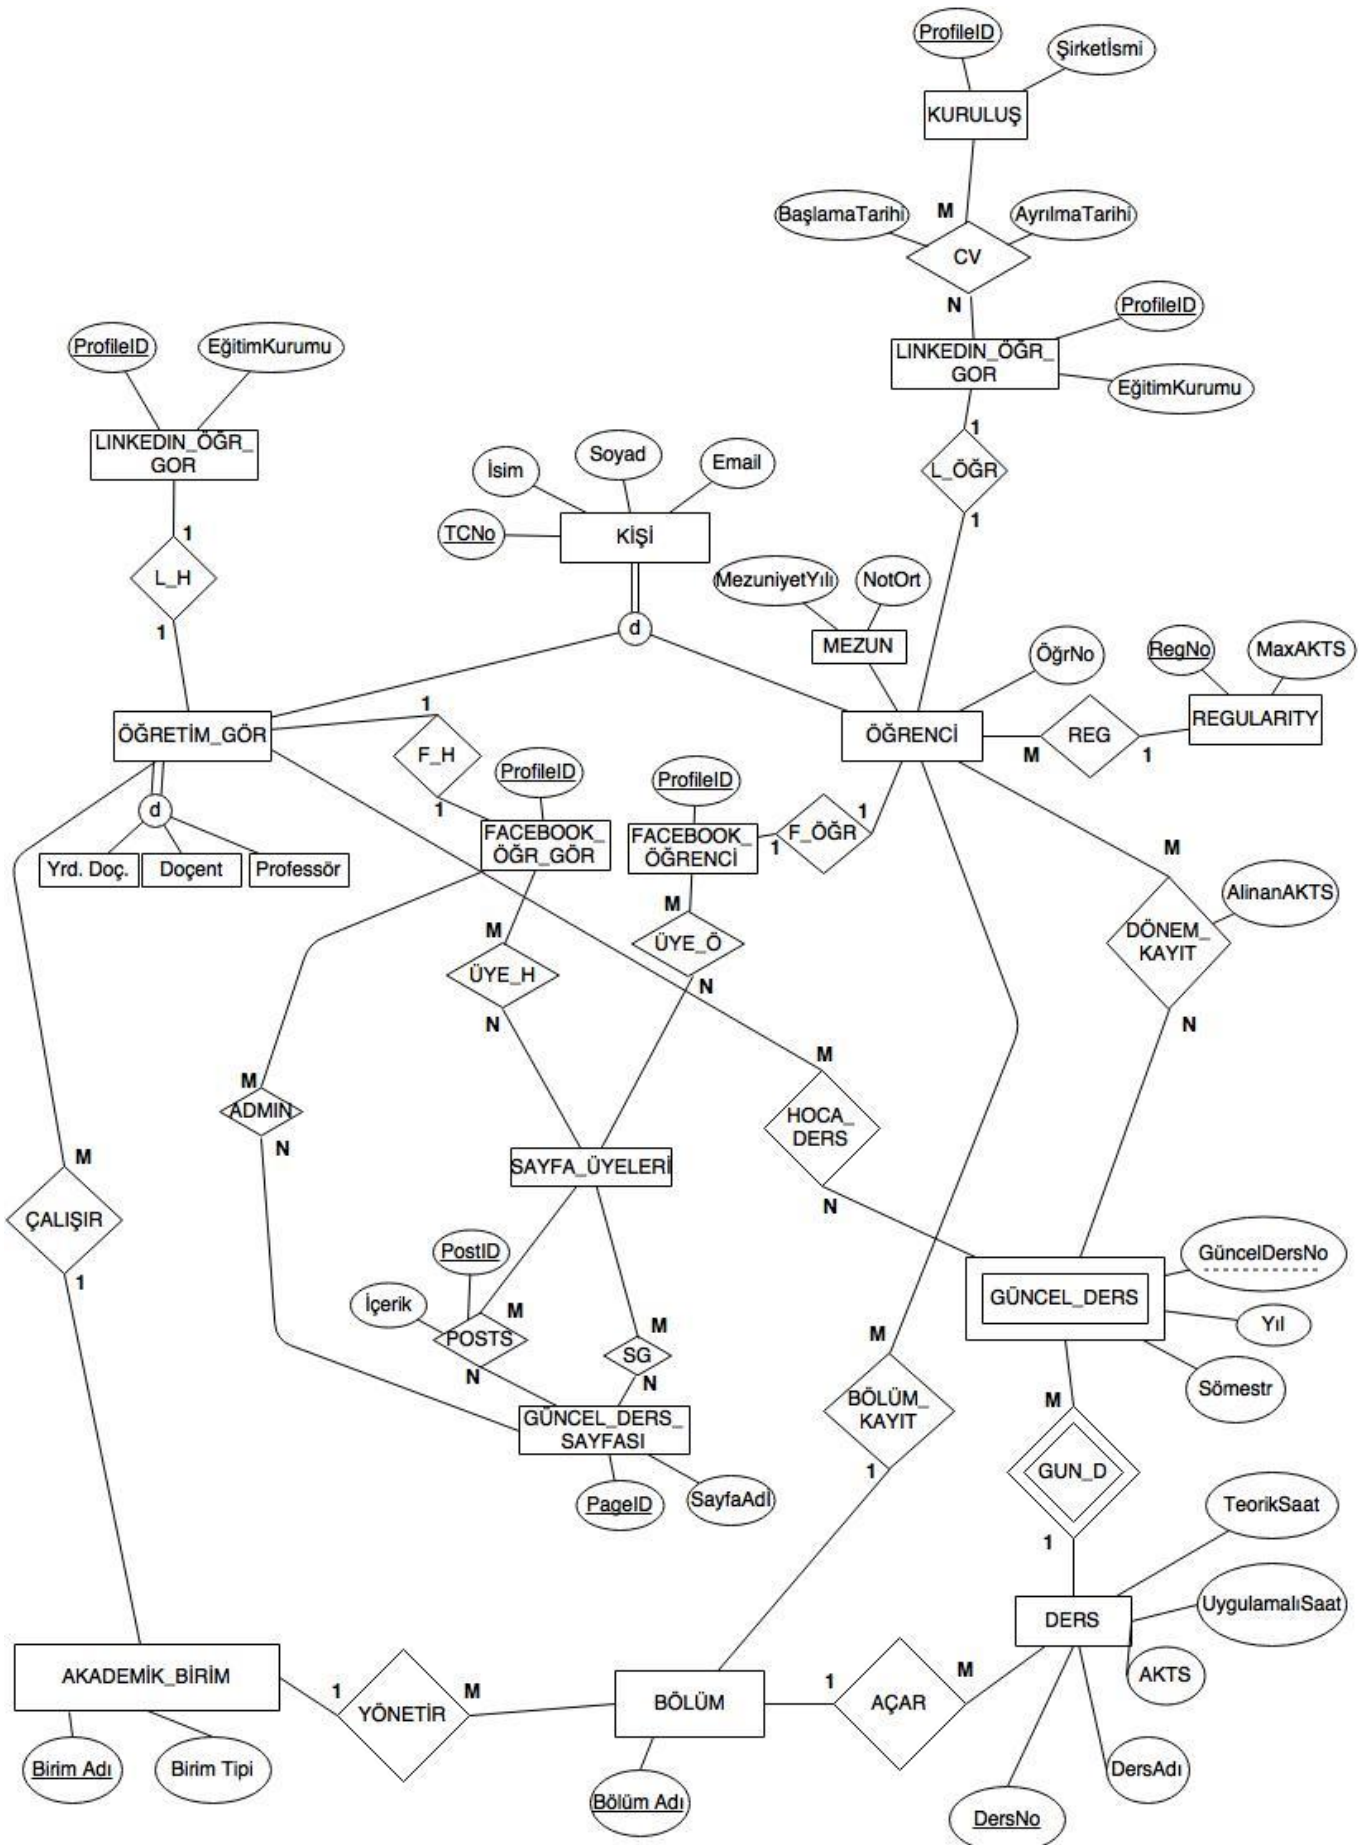 ProfileID
Şirketİsmi
KURULUŞ
BaşlamaTarihi
M
AyrılmaTarihi
CV
N
ProfileID
LINKEDIN_ÖĞR_
GOR
EğitimKurumu
1
L_ÖĞR
1
ProfileID
EğitimKurumu
LINKEDIN_ÖĞR_
GOR
1
L_H
1
İsim
Soyad
Email
TCNo
KİŞİ
d
MezuniyetYılı
NotOrt
MEZUN
ÖğrNo
RegNo
MaxAKTS
REGULARITY
ÖĞRETİM_GÖR
1
F_H
1
ÖĞRENCİ
M
REG
1
d
Yrd. Doç.
Doçent
Professör
ProfileID
FACEBOOK_
ÖĞR_GÖR
ProfileID
FACEBOOK_
ÖĞRENCİ
1
F_ÖĞR
1
M
ÜYE_H
N
M
ÜYE_Ö
N
M
DÖNEM_
KAYIT
N
AlinanAKTS
M
HOCA_
DERS
N
M
ADMIN
N
M
ÇALIŞIR
1
SAYFA_ÜYELERİ
PostID
İçerik
M
POSTS
N
M
SG
N
GÜNCEL_DERS_
SAYFASI
PageID
SayfaAdİ
GüncelDersNo
GÜNCEL_DERS
Yıl
Sömestr
M
BÖLÜM_
KAYIT
1
M
GUN_D
1
TeorikSaat
UygulamalıSaat
DERS
AKTS
DersAdı
DersNo
AKADEMİK_BİRİM
1
YÖNETİR
M
BÖLÜM
1
AÇAR
M
Birim Adı
Birim Tipi
Bölüm Adı